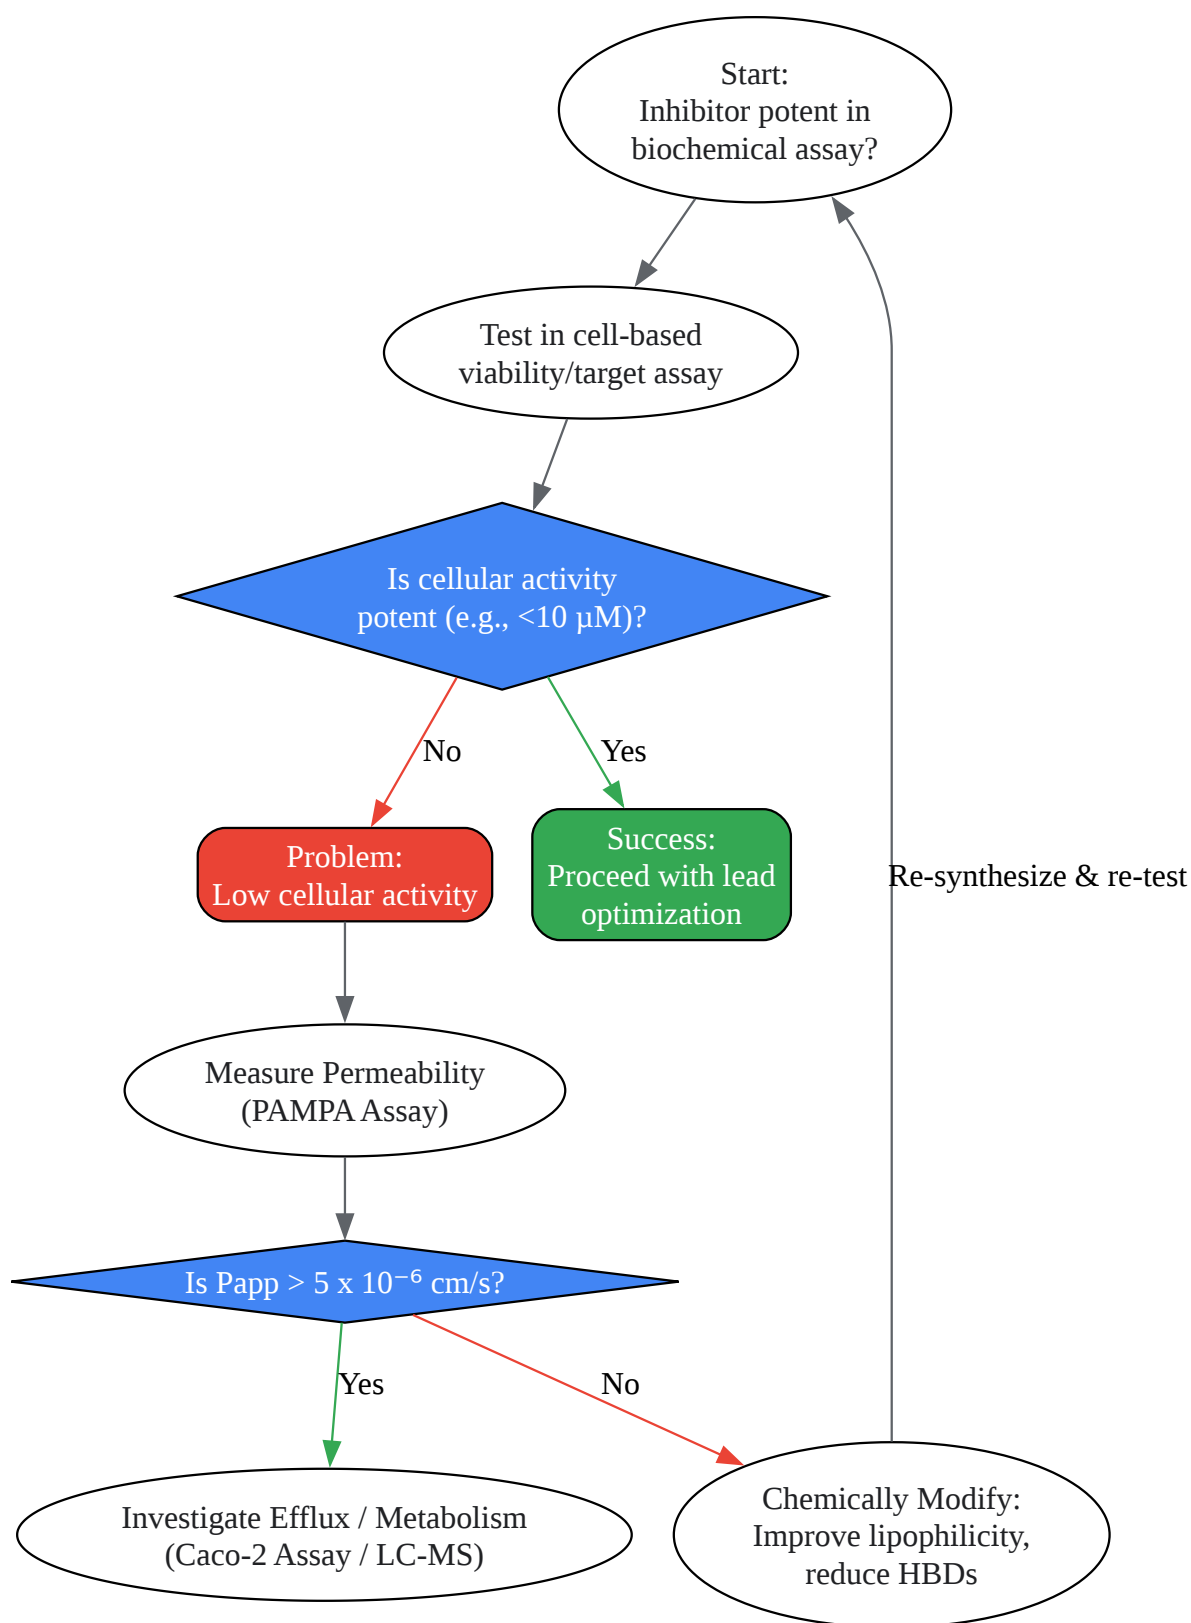 Start:
Inhibitor potent in
biochemical assay?
Test in cell-based
viability/target assay
Is cellular activity
potent (e.g., <10 µM)?
No
Yes
Problem:
Low cellular activity
Success:
Proceed with lead
optimization
Re-synthesize & re-test
Measure Permeability
(PAMPA Assay)
Is Papp > 5 x 10⁻⁶ cm/s?
Yes
No
Investigate Efflux / Metabolism
(Caco-2 Assay / LC-MS)
Chemically Modify:
Improve lipophilicity,
reduce HBDs